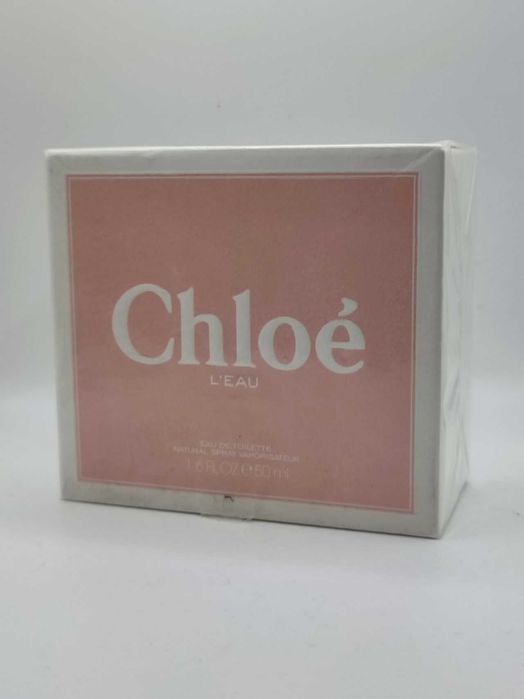 Chloé
L'EAU
EAU DE TOILETTE
NATURAL SPRAY VAPORISATEUR
1.6 FL.OZ ℮ 50 ml